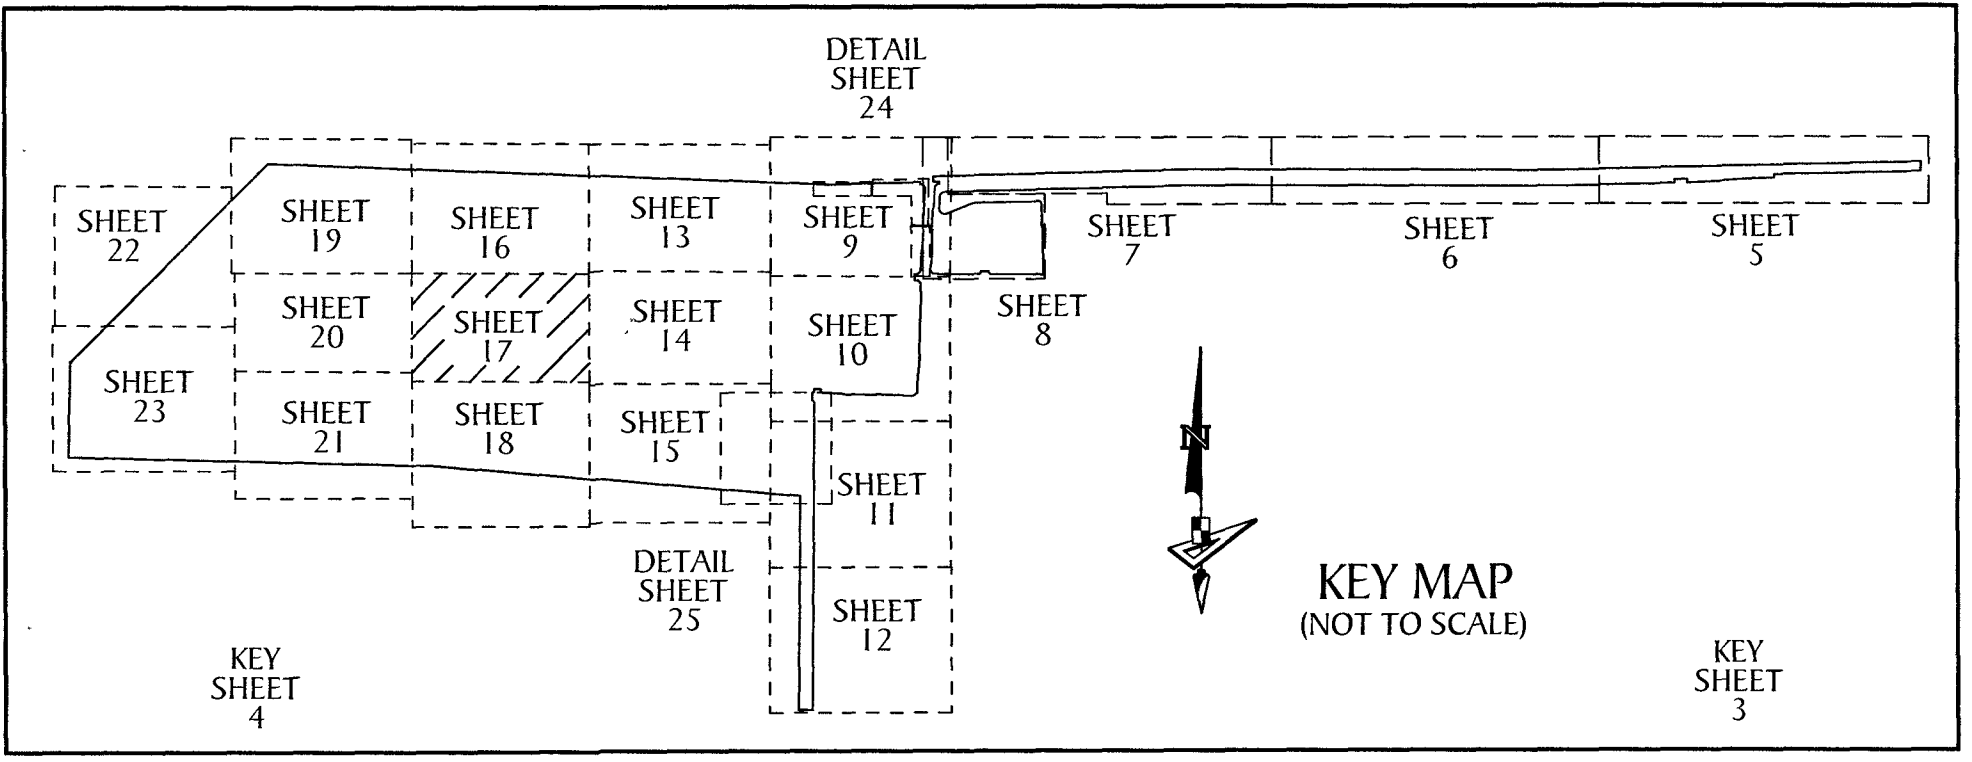 DETAIL
SHEET
24
SHEET
22
SHEET
19
SHEET
16
SHEET
13
SHEET
9
SHEET
7
SHEET
6
SHEET
5
SHEET
20
SHEET
17
SHEET
14
SHEET
10
SHEET
8
SHEET
23
SHEET
21
SHEET
18
SHEET
15
SHEET
11
N
DETAIL
SHEET
25
SHEET
12
KEY MAP
(NOT TO SCALE)
KEY
SHEET
4
KEY
SHEET
3